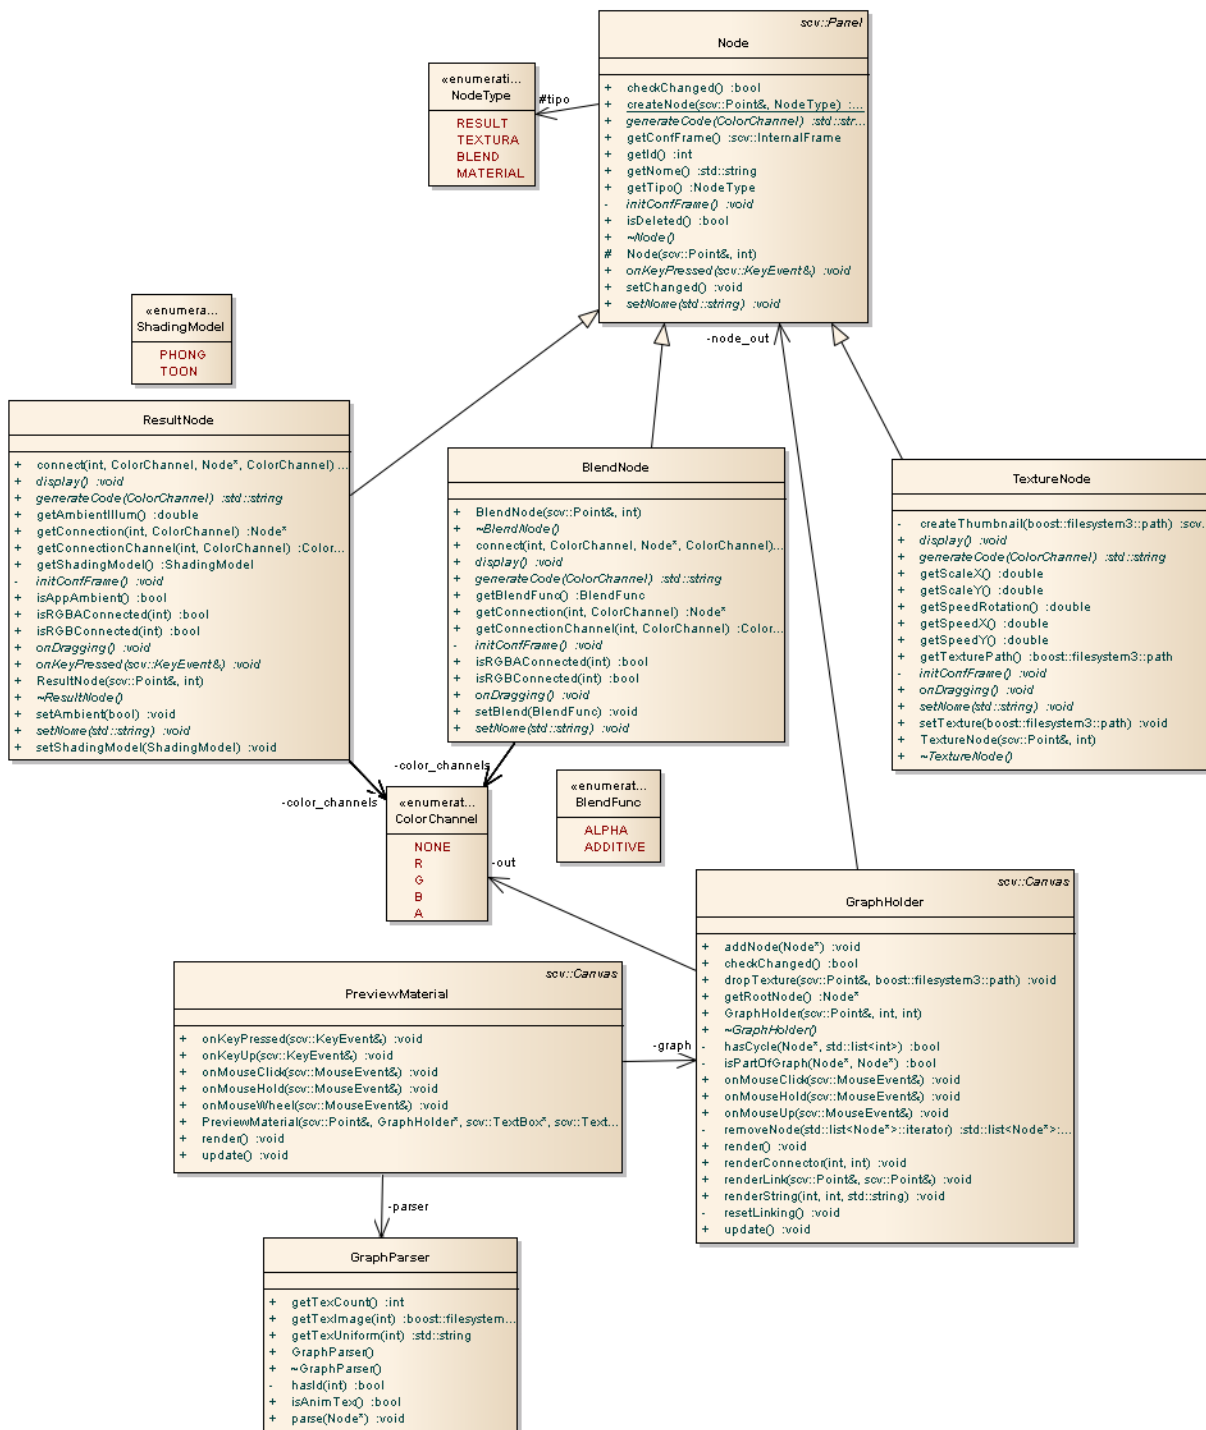 scv::Panel
Node
+ checkChanged() :bool
+ createNode(scv::Point&, NodeType) :...
+ generateCode(ColorChannel) :std::str...
+ getConfFrame() :scv::InternalFrame
+ getId() :int
+ getNome() :std::string
+ getTipo() :NodeType
- initConfFrame() :void
+ isDeleted() :bool
+ ~Node()
# Node(scv::Point&, int)
+ onKeyPressed(scv::KeyEvent&) :void
+ setChanged() :void
+ setNome(std::string) :void
«enumerati...
NodeType
RESULT
TEXTURA
BLEND
MATERIAL
#tipo
«enumera...
ShadingModel
PHONG
TOON
-node_out
ResultNode
+ connect(int, ColorChannel, Node*, ColorChannel) ...
+ display() :void
+ generateCode(ColorChannel) :std::string
+ getAmbientIllum() :double
+ getConnection(int, ColorChannel) :Node*
+ getConnectionChannel(int, ColorChannel) :Color...
+ getShadingModel() :ShadingModel
- initConfFrame() :void
+ isAppAmbient() :bool
+ isRGBAConnected(int) :bool
+ isRGBConnected(int) :bool
+ onDragging() :void
+ onKeyPressed(scv::KeyEvent&) :void
+ ResultNode(scv::Point&, int)
+ ~ResultNode()
+ setAmbient(bool) :void
+ setNome(std::string) :void
+ setShadingModel(ShadingModel) :void
BlendNode
+ BlendNode(scv::Point&, int)
+ ~BlendNode()
+ connect(int, ColorChannel, Node*, ColorChannel)...
+ display() :void
+ generateCode(ColorChannel) :std::string
+ getBlendFunc() :BlendFunc
+ getConnection(int, ColorChannel) :Node*
+ getConnectionChannel(int, ColorChannel) :Color...
- initConfFrame() :void
+ isRGBAConnected(int) :bool
+ isRGBConnected(int) :bool
+ onDragging() :void
+ setBlend(BlendFunc) :void
+ setNome(std::string) :void
TextureNode
- createThumbnail(boost::filesystem3::path) :scv.
+ display() :void
+ generateCode(ColorChannel) :std::string
+ getScaleX() :double
+ getScaleY() :double
+ getSpeedRotation() :double
+ getSpeedX() :double
+ getSpeedY() :double
+ getTexturePath() :boost::filesystem3::path
- initConfFrame() :void
+ onDragging() :void
+ setNome(std::string) :void
+ setTexture(boost::filesystem3::path) :void
+ TextureNode(scv::Point&, int)
+ ~TextureNode()
-color_channels
-color_channels
«enumerat...
ColorChannel
NONE
R
G
B
A
«enumerat...
BlendFunc
ALPHA
ADDITIVE
-out
scv::Canvas
GraphHolder
+ addNode(Node*) :void
+ checkChanged() :bool
+ dropTexture(scv::Point&, boost::filesystem3::path) :void
+ getRootNode() :Node*
+ GraphHolder(scv::Point&, int, int)
+ ~GraphHolder()
- hasCycle(Node*, std::list<int>) :bool
- isPartOfGraph(Node*, Node*) :bool
+ onMouseClick(scv::MouseEvent&) :void
+ onMouseHold(scv::MouseEvent&) :void
+ onMouseUp(scv::MouseEvent&) :void
- removeNode(std::list<Node*>::iterator) :std::list<Node*>:...
+ render() :void
+ renderConnector(int, int) :void
+ renderLink(scv::Point&, scv::Point&) :void
+ renderString(int, int, std::string) :void
- resetLinking() :void
+ update() :void
scv::Canvas
PreviewMaterial
+ onKeyPressed(scv::KeyEvent&) :void
+ onKeyUp(scv::KeyEvent&) :void
+ onMouseClick(scv::MouseEvent&) :void
+ onMouseHold(scv::MouseEvent&) :void
+ onMouseWheel(scv::MouseEvent&) :void
+ PreviewMaterial(scv::Point&, GraphHolder*, scv::TextBox*, scv::Text...
+ render() :void
+ update() :void
-graph
-parser
GraphParser
+ getTexCount() :int
+ getTexImage(int) :boost::filesystem...
+ getTexUniform(int) :std::string
+ GraphParser()
+ ~GraphParser()
- hasId(int) :bool
+ isAnimTex() :bool
+ parse(Node*) :void